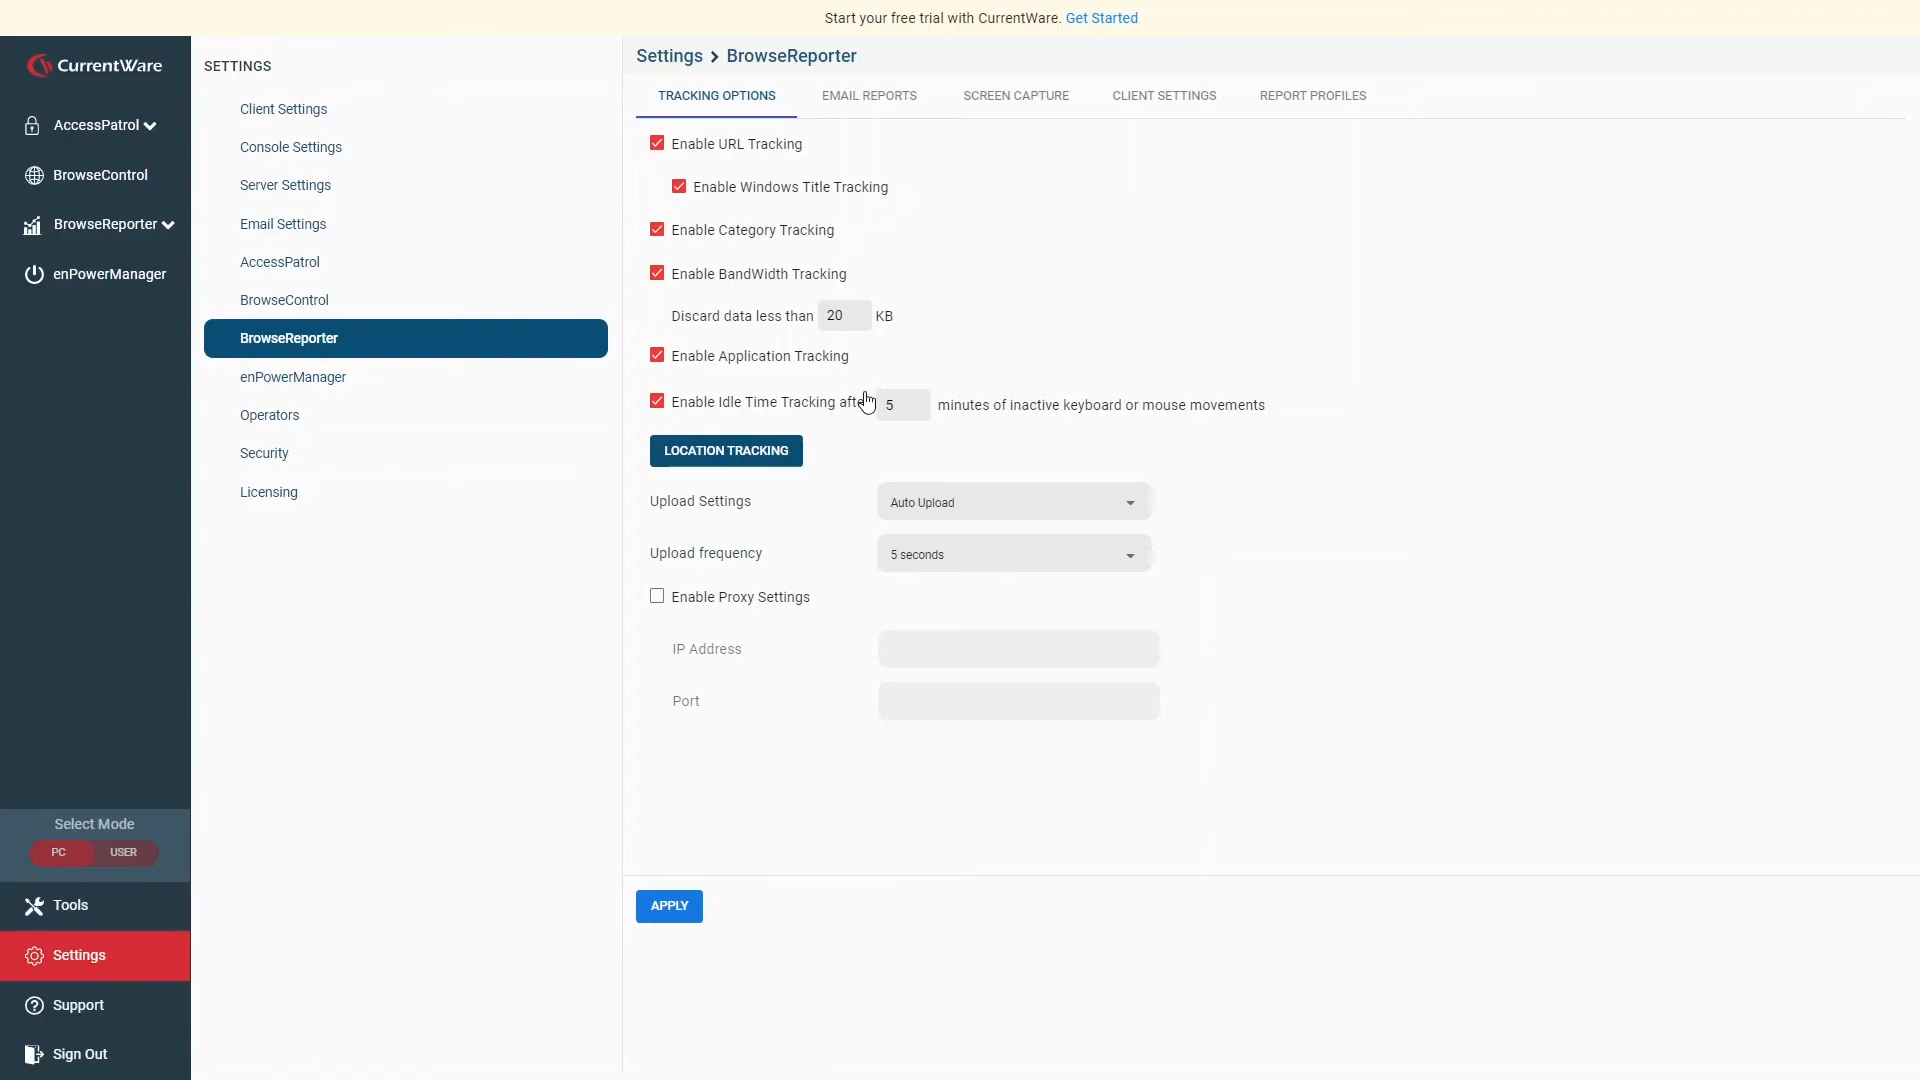 Start your free trial with CurrentWare. Get Started
CurrentWare
AccessPatrol
BrowseControl
BrowseReporter
enPowerManager
Select Mode
PC USER
Tools
Settings
Support
Sign Out
SETTINGS
Client Settings
Console Settings
Server Settings
Email Settings
AccessPatrol
BrowseControl
BrowseReporter
enPowerManager
Operators
Security
Licensing
Settings > BrowseReporter
TRACKING OPTIONS EMAIL REPORTS SCREEN CAPTURE CLIENT SETTINGS REPORT PROFILES
Enable URL Tracking
Enable Windows Title Tracking
Enable Category Tracking
Enable BandWidth Tracking
Discard data less than 20 KB
Enable Application Tracking
Enable Idle Time Tracking after 5 minutes of inactive keyboard or mouse movements
LOCATION TRACKING
Upload Settings Auto Upload
Upload frequency 5 seconds
Enable Proxy Settings
IP Address
Port
APPLY